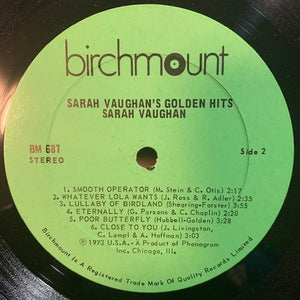 birchmount
SARAH VAUGHAN'S GOLDEN HITS
SARAH VAUGHAN
BM 687
STEREO
Side 2
1. SMOOTH OPERATOR (M. Stein & C. Otis) 2:17
2. WHATEVER LOLA WANTS (J. Ross & R. Adler) 2:19
3. LULLABY OF BIRDLAND (Shearing-Forster) 3:55
4. ETERNALLY (G. Parsons & C. Chaplin) 2:20
5. POOR BUTTERFLY (Hubbell-Golden) 3:28
6. CLOSE TO YOU (J. Livingston,
C. Lampl & A. Hoffman) 3:03
© 1972 U.S.A. - A Product of Phonogram
Inc. Chicago, Ill.
Birchmount Is A Registered Trade Mark Of Quality Records Limited.